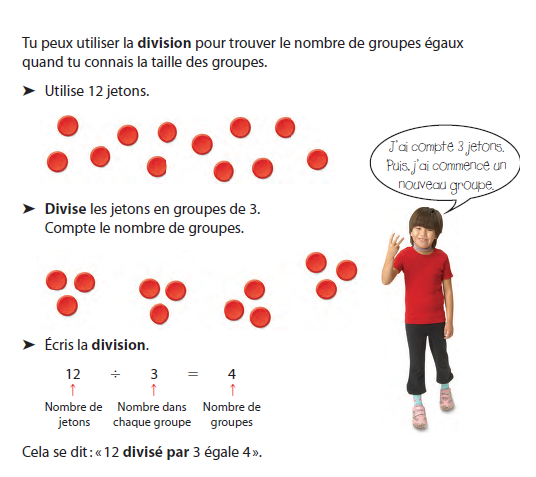 Tu peux utiliser la division pour trouver le nombre de groupes égaux
quand tu connais la taille des groupes.
➤ Utilise 12 jetons.
J'ai compté 3 jetons.
Puis, j'ai commencé un
nouveau groupe.
➤ Divise les jetons en groupes de 3.
Compte le nombre de groupes.
➤ Écris la division.
12 ÷ 3 = 4
Nombre de jetons
Nombre dans chaque groupe
Nombre de groupes
Cela se dit : « 12 divisé par 3 égale 4 ».